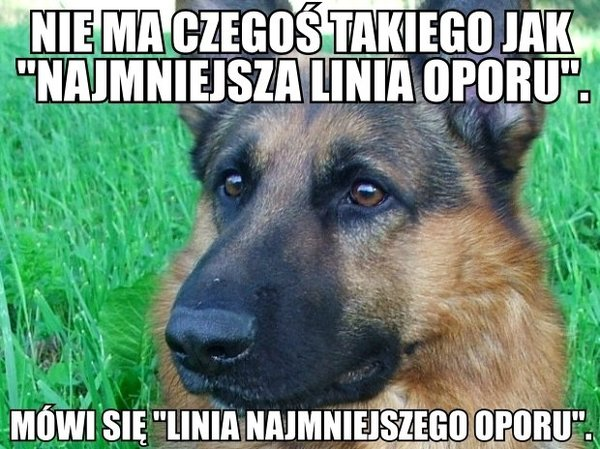 NIE MA CZEGOŚ TAKIEGO JAK
"NAJMNIEJSZA LINIA OPORU".
MÓWI SIĘ "LINIA NAJMNIEJSZEGO OPORU".